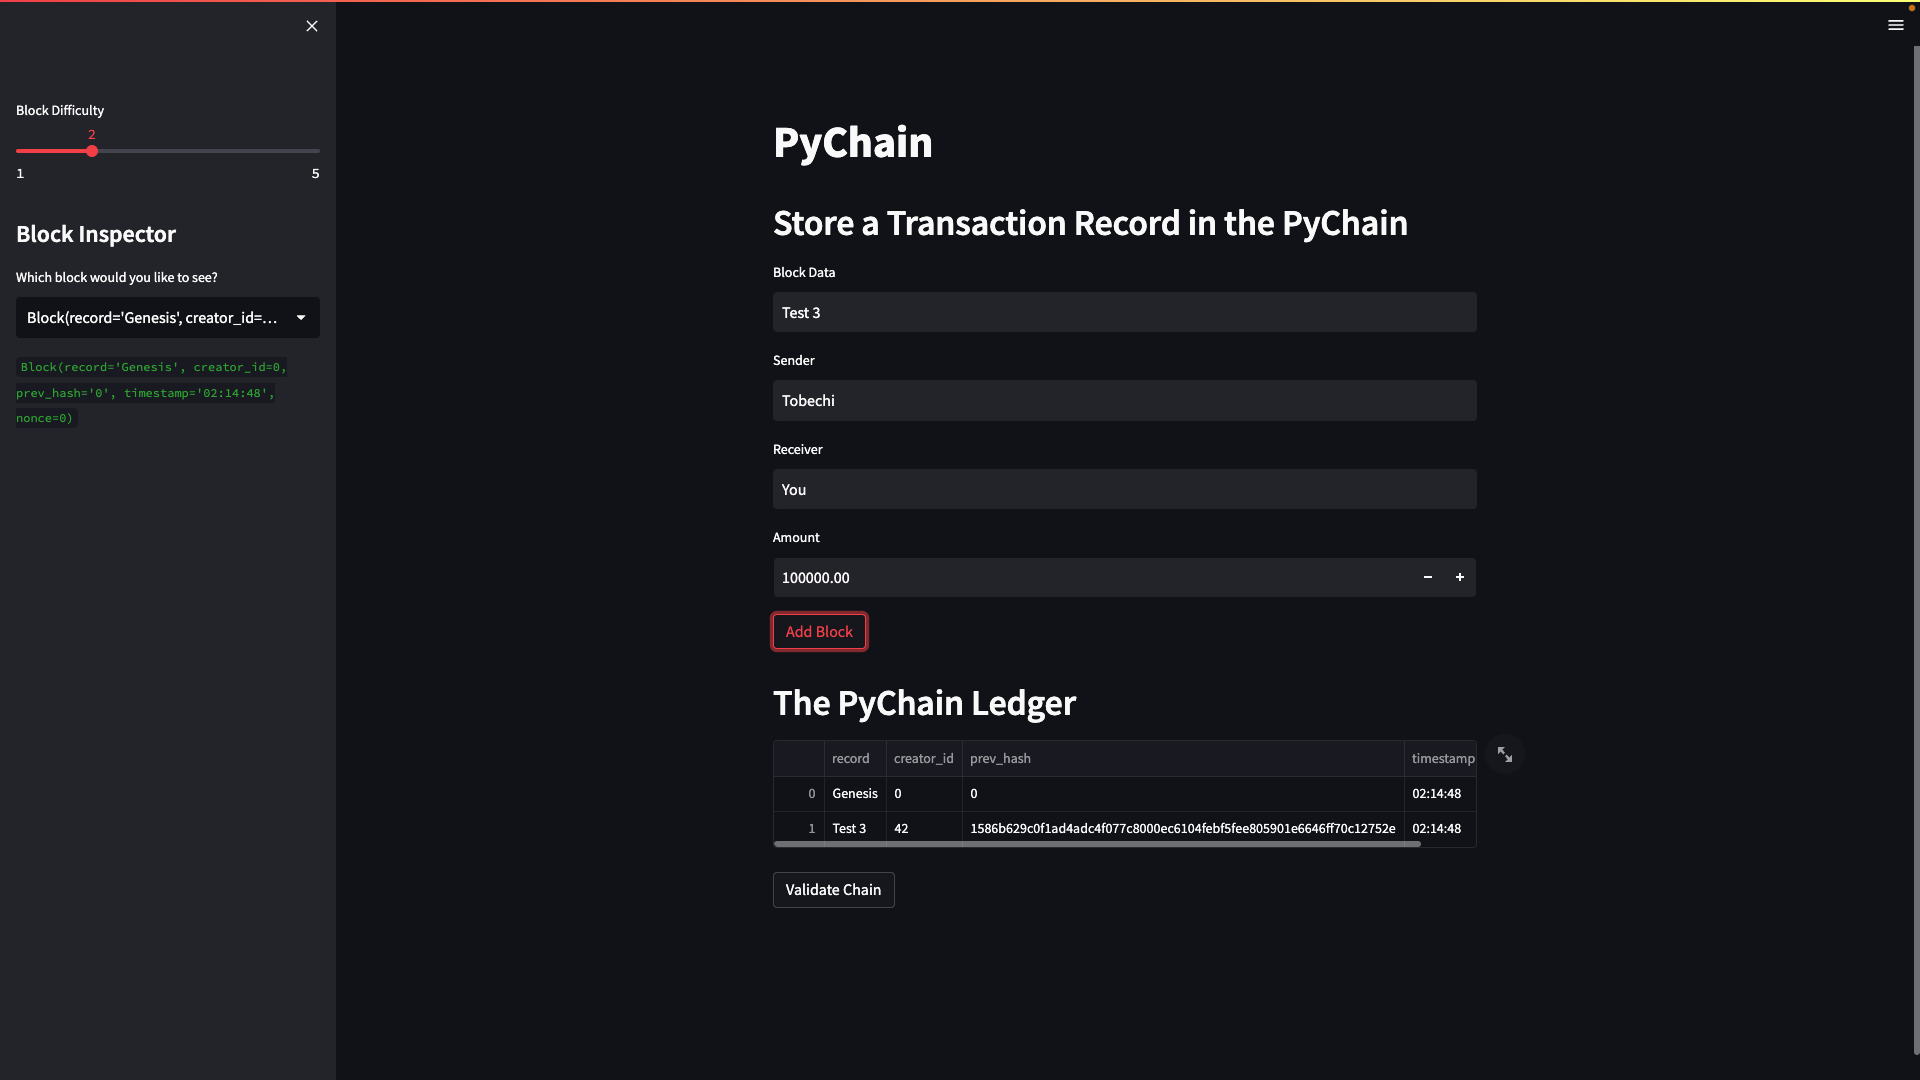 Block Difficulty
2
1 5
Block Inspector
Which block would you like to see?
Block(record='Genesis', creator_id=...
Block(record='Genesis', creator_id=0,
prev_hash='0', timestamp='02:14:48',
nonce=0)
PyChain
Store a Transaction Record in the PyChain
Block Data
Test 3
Sender
Tobechi
Receiver
You
Amount
100000.00 − +
Add Block
The PyChain Ledger
record creator_id prev_hash timestamp
0 Genesis 0 0 02:14:48
1 Test 3 42 1586b629c0f1ad4adc4f077c8000ec6104febf5fee805901e6646ff70c12752e 02:14:48
Validate Chain